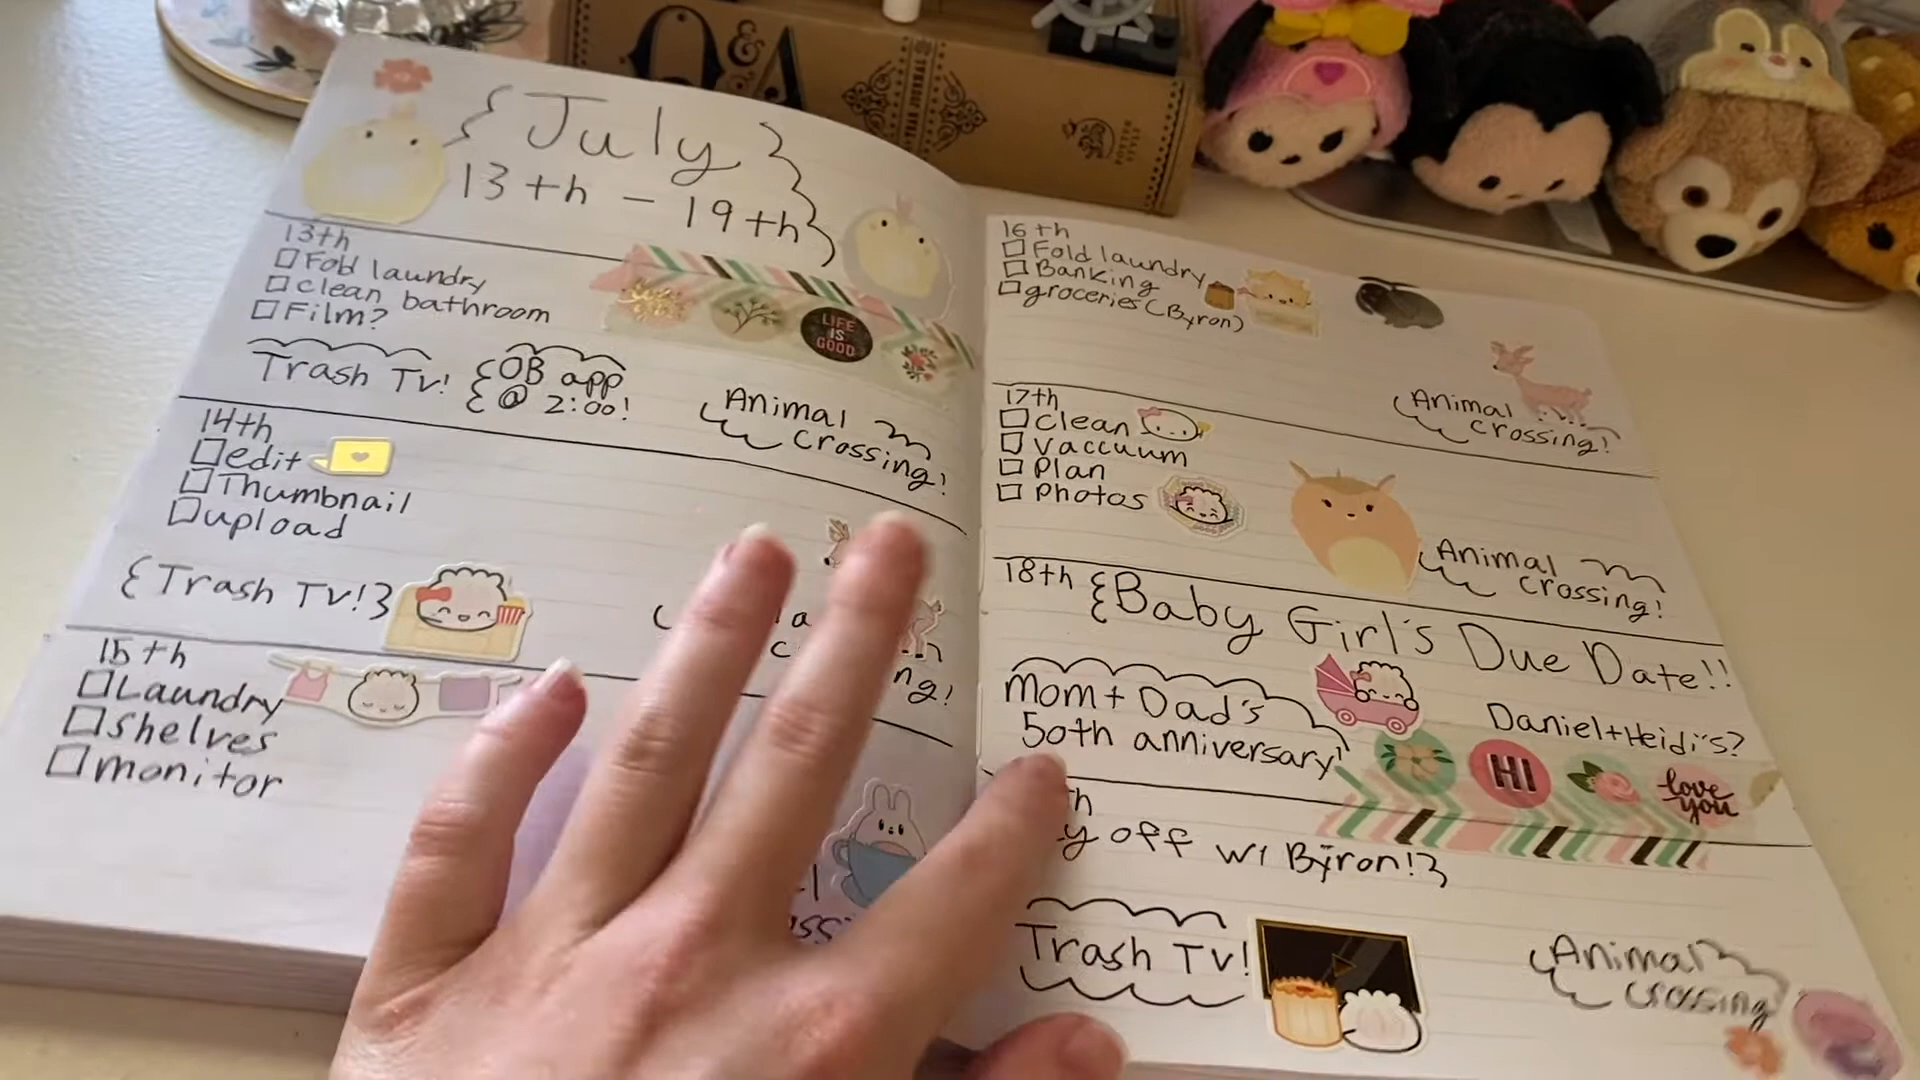 Q&A
{ July }
13th - 19th
13th
Fold laundry
clean bathroom
Film?
LIFE
IS
GOOD
Trash TV!
OB app
@ 2:00!
Animal
crossing!
14th
edit
Thumbnail
upload
{Trash TV!}
ng!
15th
Laundry
Shelves
monitor
16th
Fold laundry
Banking
groceries (Byron)
Animal
crossing!
17th
Clean
Vaccuum
Plan
Photos
Animal
crossing!
18th {Baby Girl's Due Date!!
Mom + Dad's
50th anniversary
Daniel+Heidi's?
HI
love
you
th
y off w/ Byron!}
Trash TV!
Animal
crossing